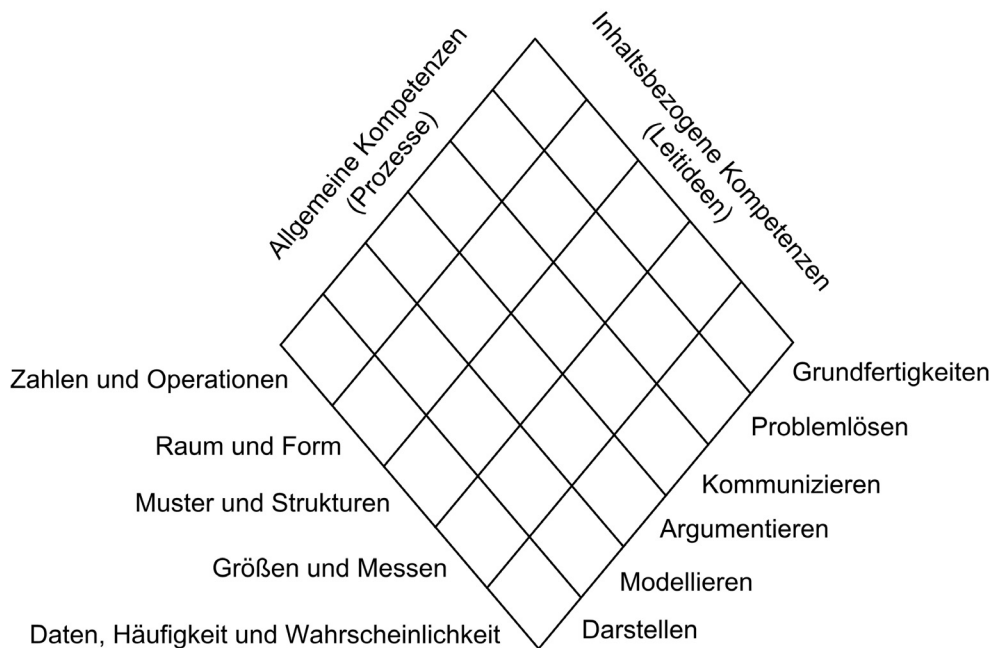 Allgemeine Kompetenzen
(Prozesse)
Inhaltsbezogene Kompetenzen
(Leitideen)
Zahlen und Operationen
Raum und Form
Muster und Strukturen
Größen und Messen
Daten, Häufigkeit und Wahrscheinlichkeit
Grundfertigkeiten
Problemlösen
Kommunizieren
Argumentieren
Modellieren
Darstellen